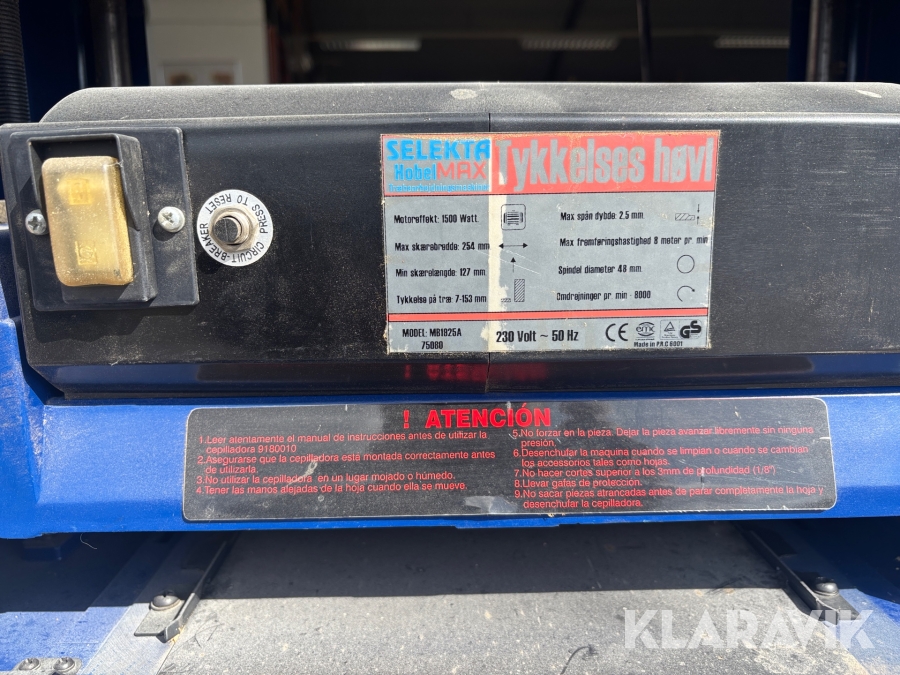 SELEKTA
Hobel MAX
Tykkelses høvl
Motoreffekt: 1500 Watt.
Max skærebredde: 254 mm
Min skærelængde: 127 mm.
Tykkelse på træ: 7-153 mm
Max spån dybde: 2.5 mm.
Max fremføringshastighed 8 meter pr. min
Spindel diameter 48 mm.
Omdrejninger pr. min - 8000
MODEL: MB1825A
75080
230 Volt ~ 50 Hz
CE
GS
Made in P.R.C 6001
CIRCUIT-BREAKER PRESS TO RESET
! ATENCIÓN
1.Leer atentamente el manual de instrucciones antes de utilizar la
cepilladora 9180010
2.Asegurarse que la cepilladora está montada correctamente antes
de utilizarla.
3.No utilizar la cepilladora en un lugar mojado o húmedo.
4.Tener las manos alejadas de la hoja cuando ella se mueve.
5.No forzar en la pieza. Dejar la pieza avanzar libremente sin ninguna
presión.
6.Desenchufar la maquina cuando se limpian o cuando se cambian
los accessorios tales como hojas.
7.No hacer cortes superior a los 3mm de profundidad (1/8")
8.Llevar gafas de protección.
9.No sacar piezas atrancadas antes de parar completamente la hoja y
desenchufar la cepilladora.
KLARAVIK